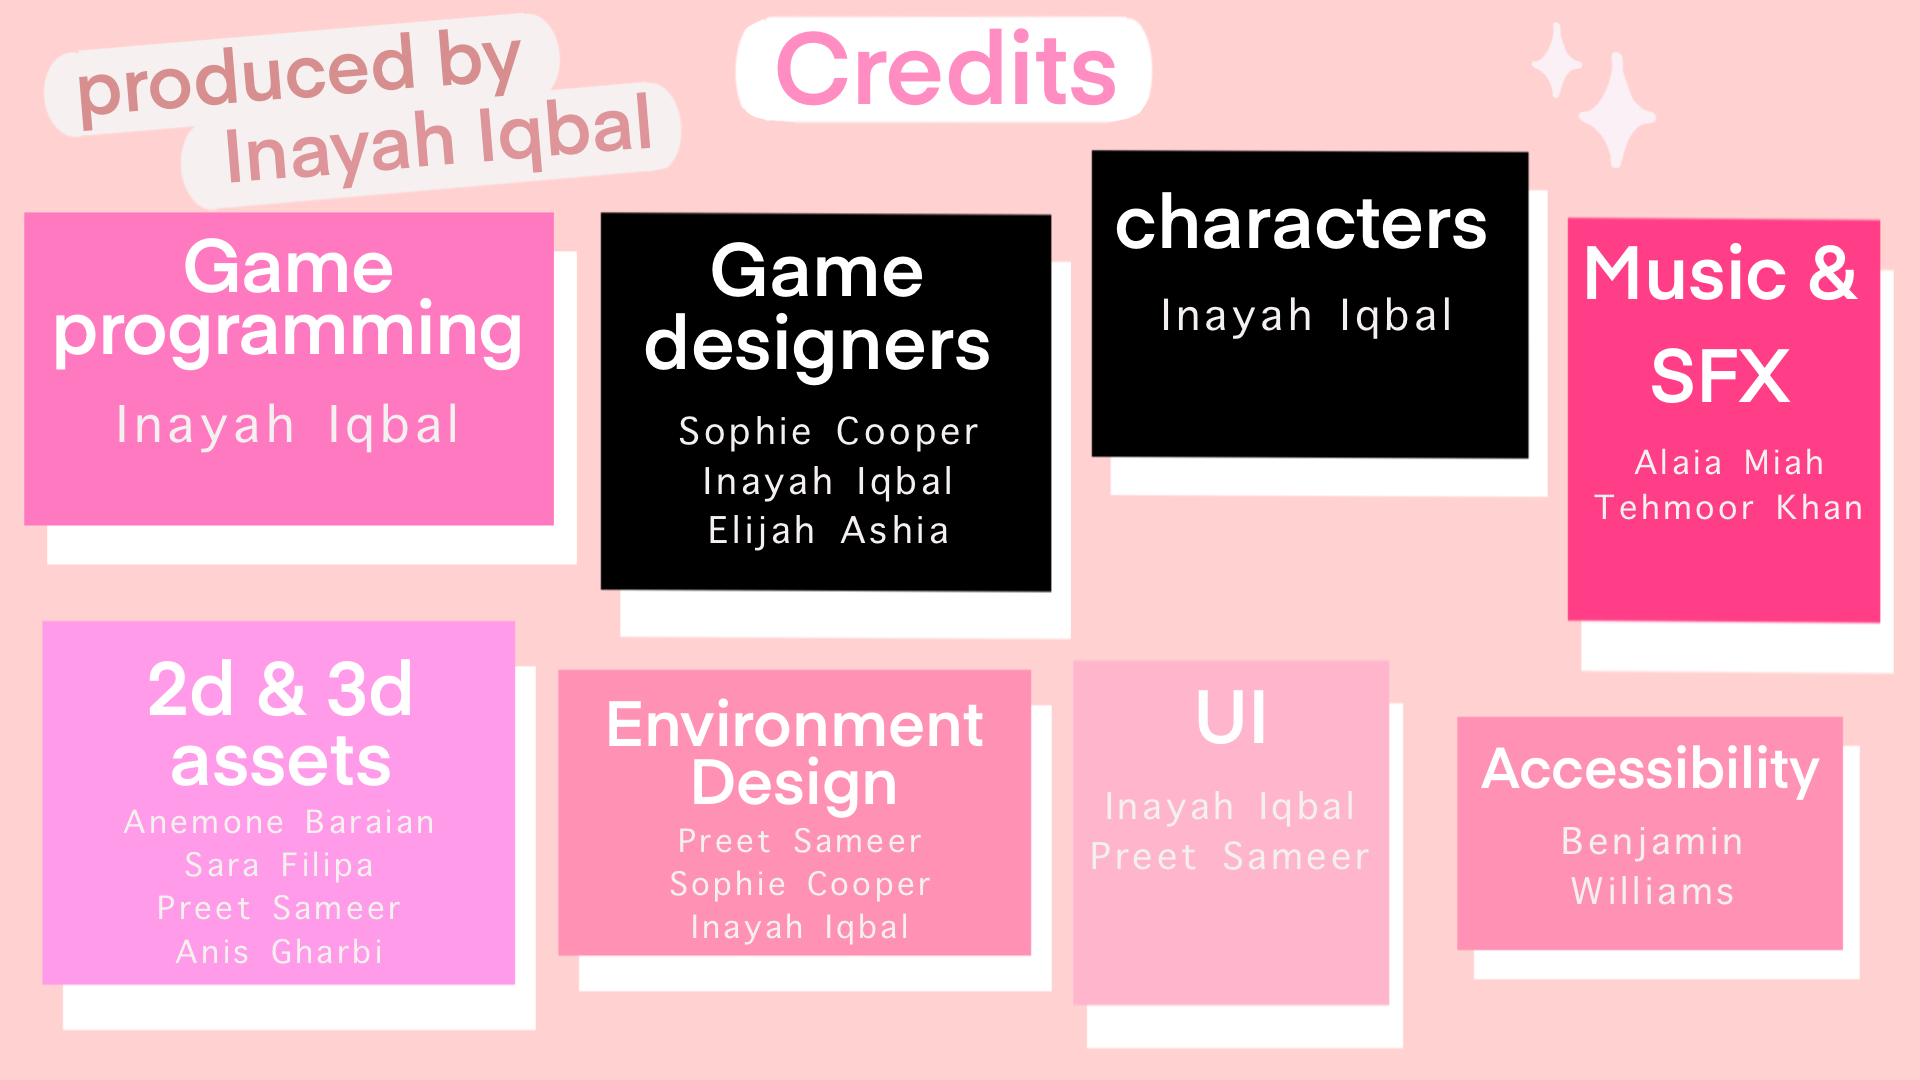 produced by
Inayah Iqbal
Credits
Game
programming
Inayah Iqbal
Game
designers
Sophie Cooper
Inayah Iqbal
Elijah Ashia
characters
Inayah Iqbal
Music &
SFX
Alaia Miah
Tehmoor Khan
2d & 3d
assets
Anemone Baraian
Sara Filipa
Preet Sameer
Anis Gharbi
Environment
Design
Preet Sameer
Sophie Cooper
Inayah Iqbal
UI
Inayah Iqbal
Preet Sameer
Accessibility
Benjamin
Williams